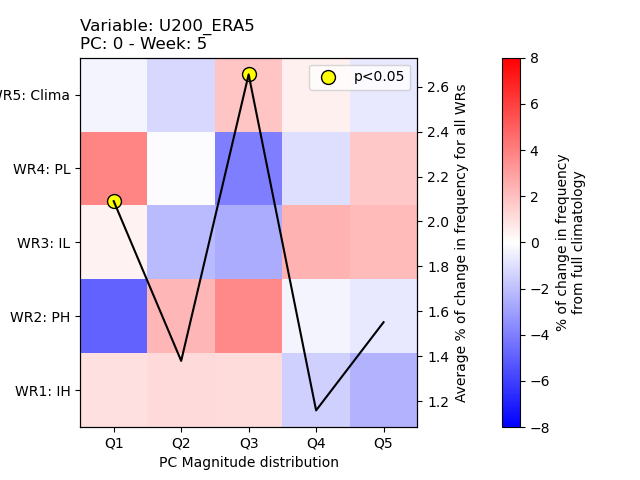 Variable: U200_ERA5
PC: 0 - Week: 5
WR5: Clima
WR4: PL
WR3: IL
WR2: PH
WR1: IH
Q1
Q2
Q3
Q4
Q5
PC Magnitude distribution
p<0.05
2.6
2.4
2.2
2.0
1.8
1.6
1.4
1.2
Average % of change in frequency for all WRs
8
6
4
2
0
−2
−4
−6
−8
% of change in frequency
from full climatology